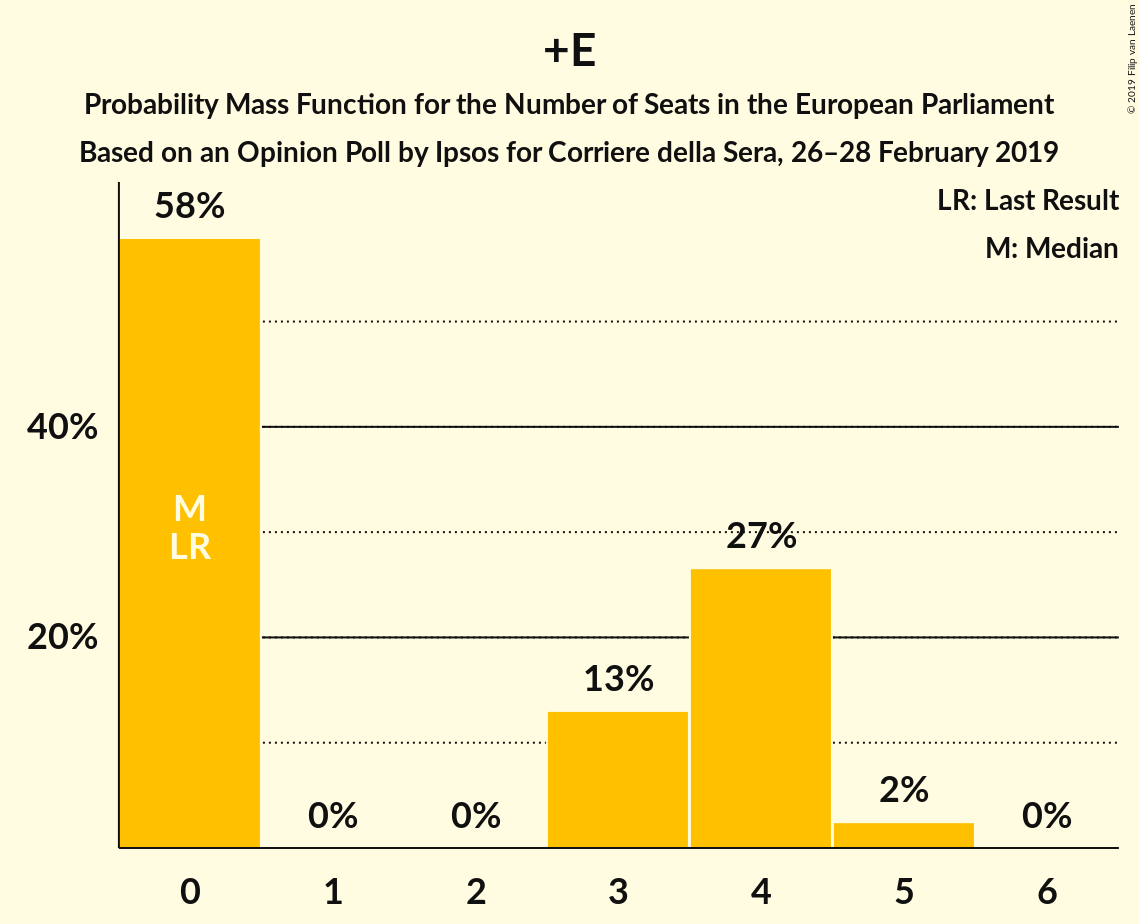 +E
Probability Mass Function for the Number of Seats in the European Parliament
Based on an Opinion Poll by Ipsos for Corriere della Sera, 26–28 February 2019
© 2019 Filip van Laenen
LR: Last Result
M: Median
58%
40%
M
LR
27%
20%
13%
2%
0%
0%
0%
0
1
2
3
4
5
6